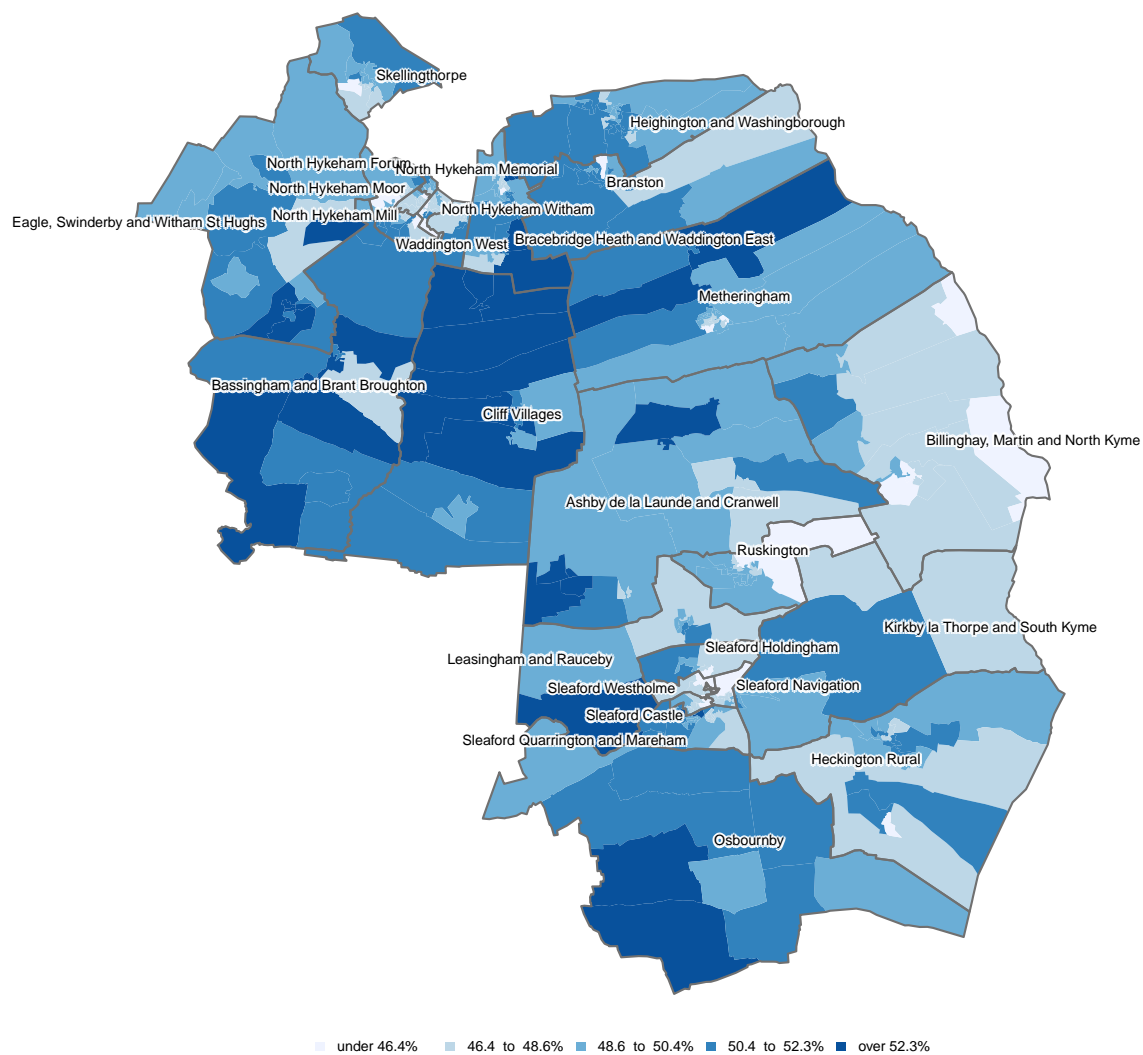 Skellingthorpe
Heighington and Washingborough
North Hykeham Forum
North Hykeham Memorial
Branston
North Hykeham Moor
North Hykeham Witham
North Hykeham Mill
Eagle, Swinderby and Witham St Hughs
Bracebridge Heath and Waddington East
Waddington West
Metheringham
Bassingham and Brant Broughton
Cliff Villages
Billinghay, Martin and North Kyme
Ashby de la Launde and Cranwell
Ruskington
Kirkby la Thorpe and South Kyme
Sleaford Holdingham
Leasingham and Rauceby
Sleaford Westholme
Sleaford Navigation
Sleaford Castle
Sleaford Quarrington and Mareham
Heckington Rural
Osbournby
under 46.4% 46.4 to 48.6% 48.6 to 50.4% 50.4 to 52.3% over 52.3%